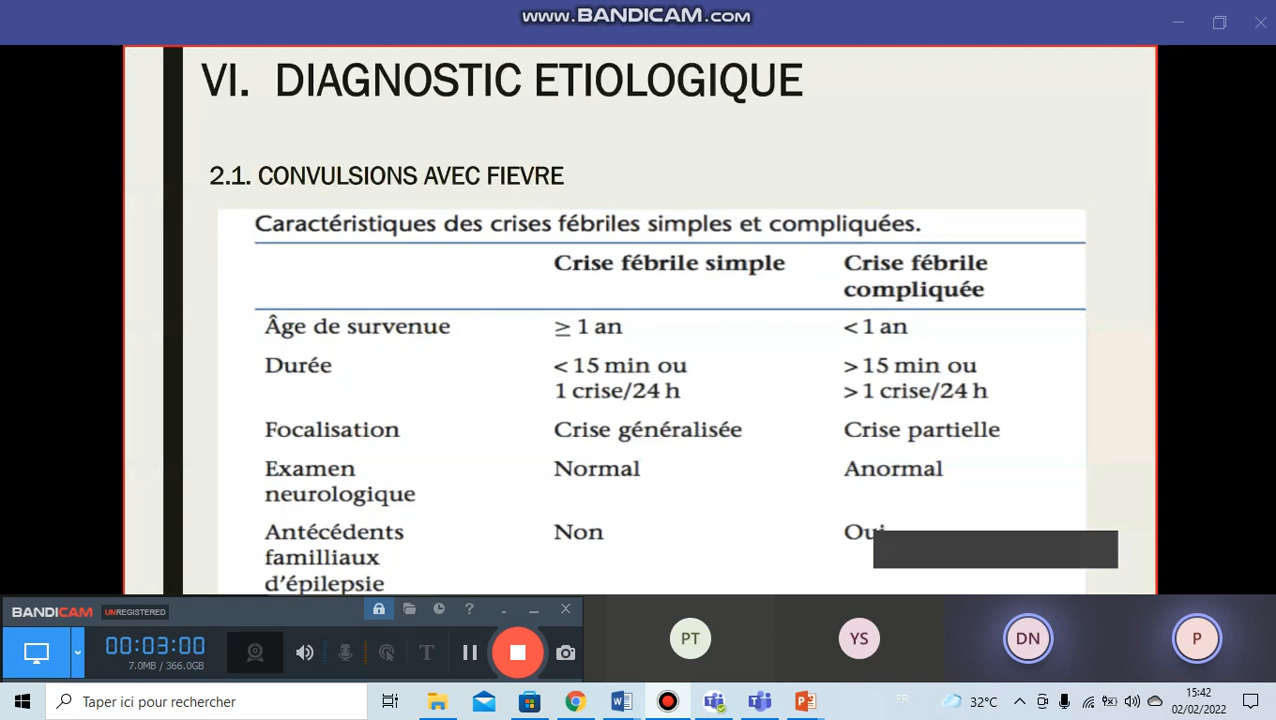 www.BANDICAM.com
VI. DIAGNOSTIC ETIOLOGIQUE
2.1. CONVULSIONS AVEC FIEVRE
Caractéristiques des crises fébriles simples et compliquées.
Crise fébrile simple Crise fébrile compliquée
Âge de survenue ≥ 1 an < 1 an
Durée < 15 min ou > 15 min ou
1 crise/24 h > 1 crise/24 h
Focalisation Crise généralisée Crise partielle
Examen Normal Anormal
neurologique
Antécédents Non Oui
familliaux
d'épilepsie
BANDICAM UNREGISTERED
00:03:00
7.0MB / 366.0GB
PT YS DN P
Taper ici pour rechercher
FR 32°C 15:42
02/02/2022